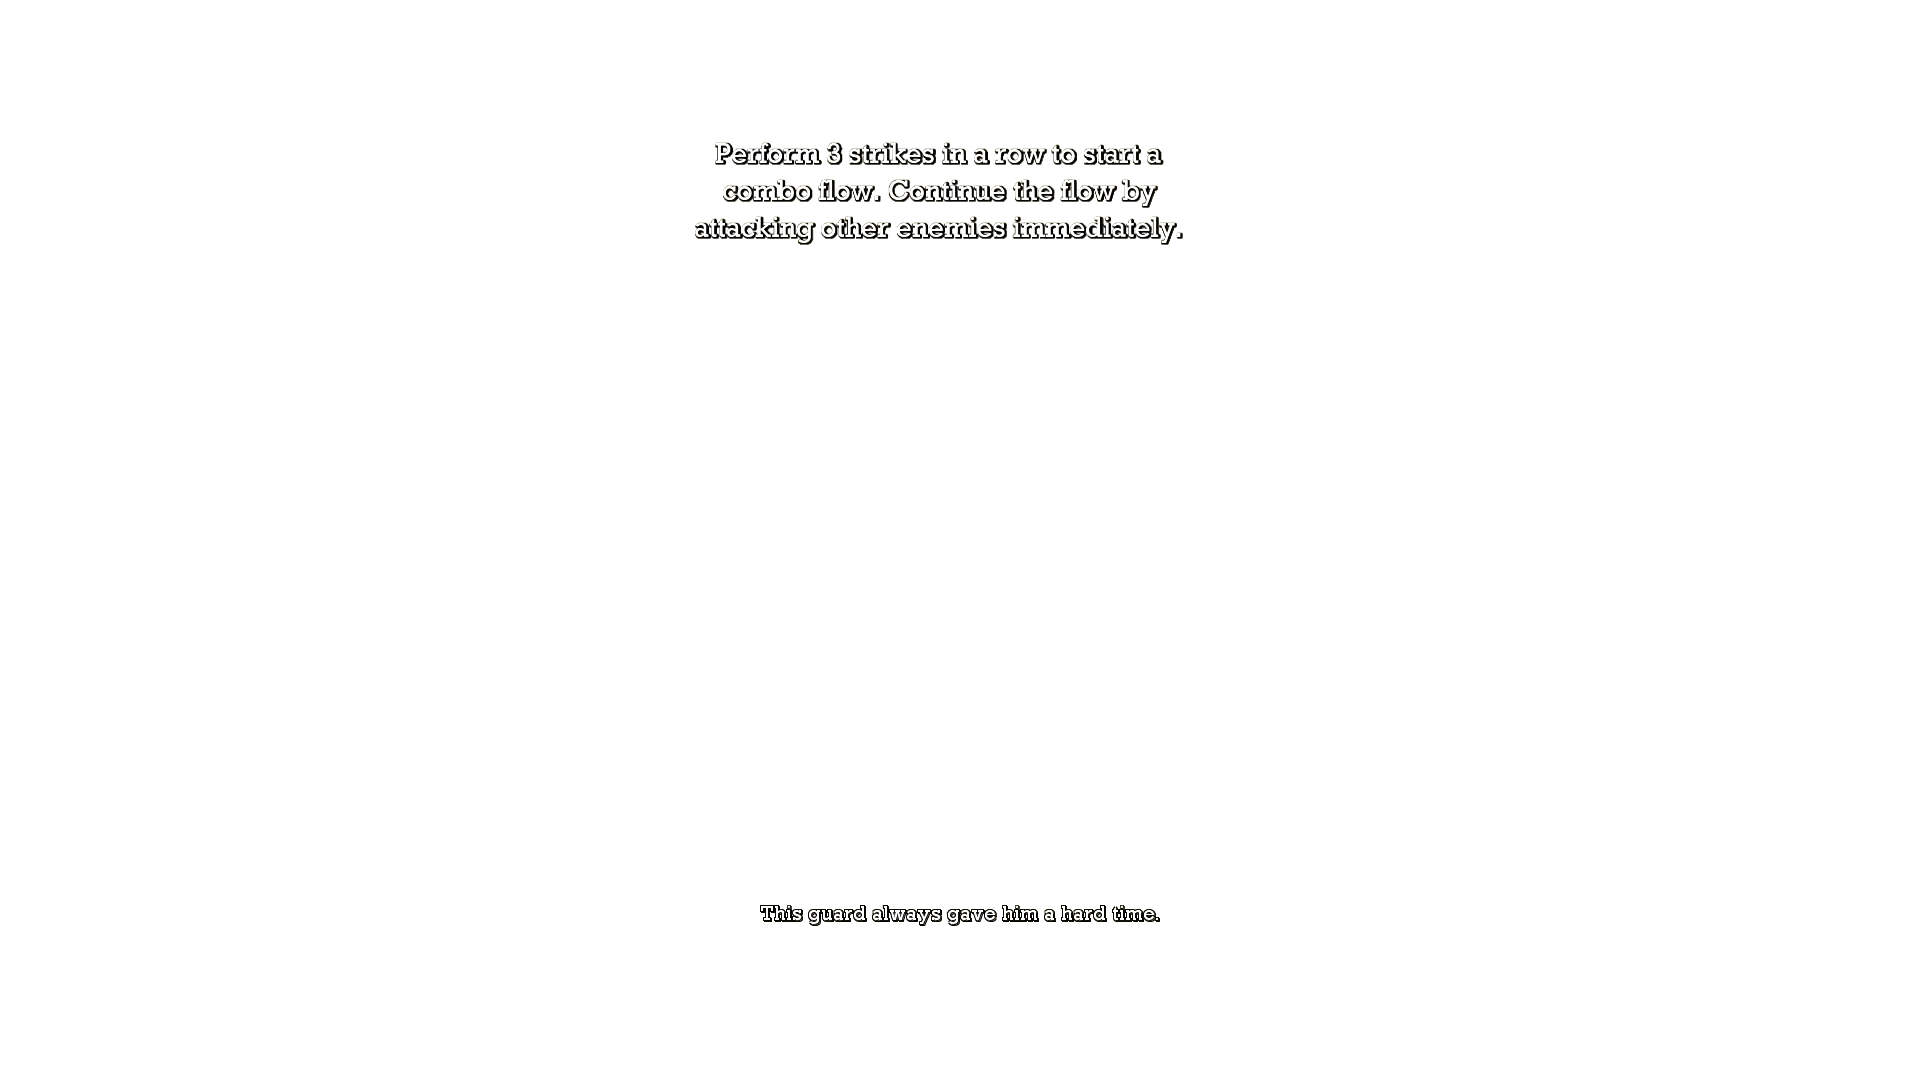 Perform 3 strikes in a row to start a
combo flow. Continue the flow by
attacking other enemies immediately.
This guard always gave him a hard time.